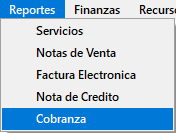 Reportes Finanzas Recurs
Servicios
Notas de Venta
Factura Electronica
Nota de Credito
Cobranza